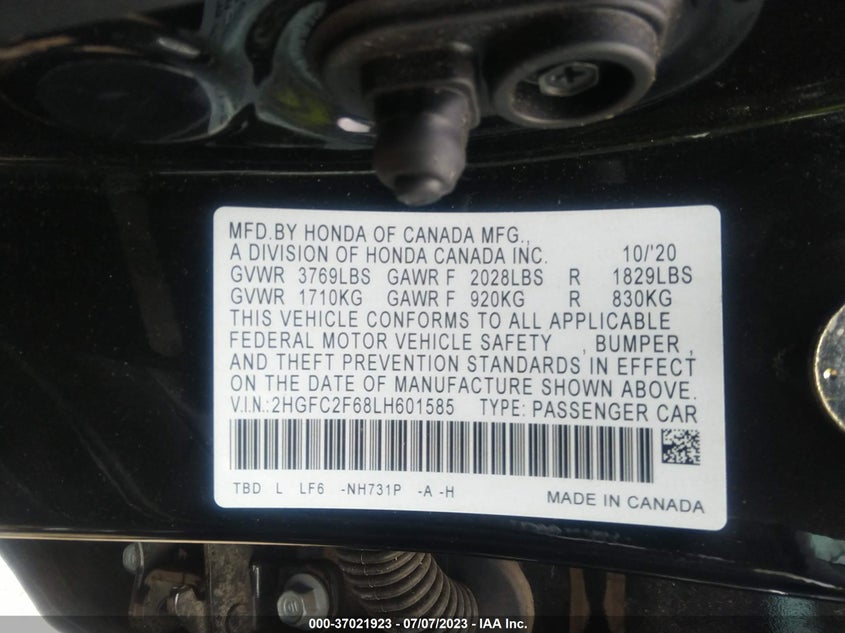 MFD.BY HONDA OF CANADA MFG.,
A DIVISION OF HONDA CANADA INC. 10/'20
GVWR 3769LBS GAWR F 2028LBS R 1829LBS
GVWR 1710KG GAWR F 920KG R 830KG
THIS VEHICLE CONFORMS TO ALL APPLICABLE
FEDERAL MOTOR VEHICLE SAFETY , BUMPER ,
AND THEFT PREVENTION STANDARDS IN EFFECT
ON THE DATE OF MANUFACTURE SHOWN ABOVE.
V.I.N.:2HGFC2F68LH601585 TYPE: PASSENGER CAR
TBD L LF6 -NH731P -A -H MADE IN CANADA
000-37021923 - 07/07/2023 - IAA Inc.